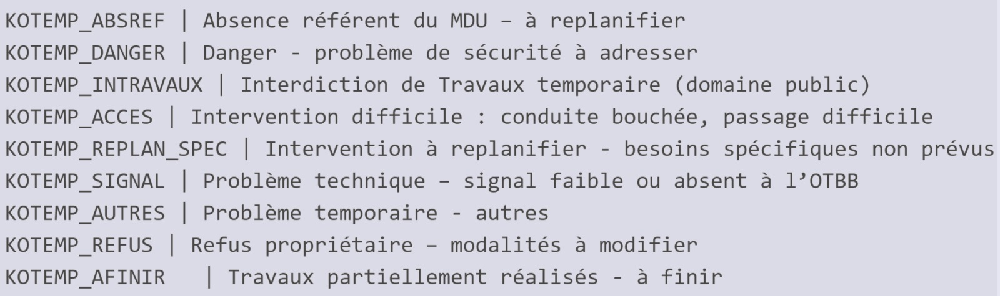 KOTEMP_ABSREF | Absence référent du MDU – à replanifier
KOTEMP_DANGER | Danger - problème de sécurité à adresser
KOTEMP_INTRAVAUX | Interdiction de Travaux temporaire (domaine public)
KOTEMP_ACCES | Intervention difficile : conduite bouchée, passage difficile
KOTEMP_REPLAN_SPEC | Intervention à replanifier - besoins spécifiques non prévus
KOTEMP_SIGNAL | Problème technique – signal faible ou absent à l’OTBB
KOTEMP_AUTRES | Problème temporaire - autres
KOTEMP_REFUS | Refus propriétaire – modalités à modifier
KOTEMP_AFINIR   | Travaux partiellement réalisés - à finir